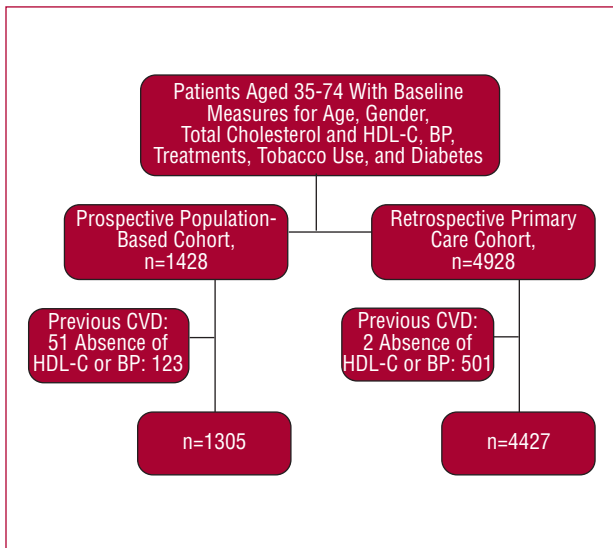 Patients Aged 35-74 With Baseline
Measures for Age, Gender,
Total Cholesterol and HDL-C, BP,
Treatments, Tobacco Use, and Diabetes
Prospective Population-
Based Cohort,
n=1428
Retrospective Primary
Care Cohort,
n=4928
Previous CVD:
51 Absence of
HDL-C or BP: 123
Previous CVD:
2 Absence of
HDL-C or BP: 501
n=1305
n=4427